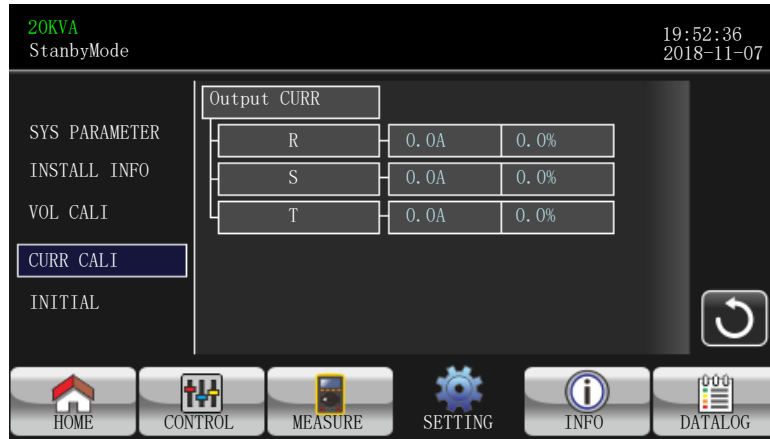 20KVA
StanbyMode
19:52:36
2018-11-07
SYS PARAMETER
INSTALL INFO
VOL CALI
CURR CALI
INITIAL
Output CURR
R 0.0A 0.0%
S 0.0A 0.0%
T 0.0A 0.0%
HOME CONTROL MEASURE SETTING INFO DATALOG